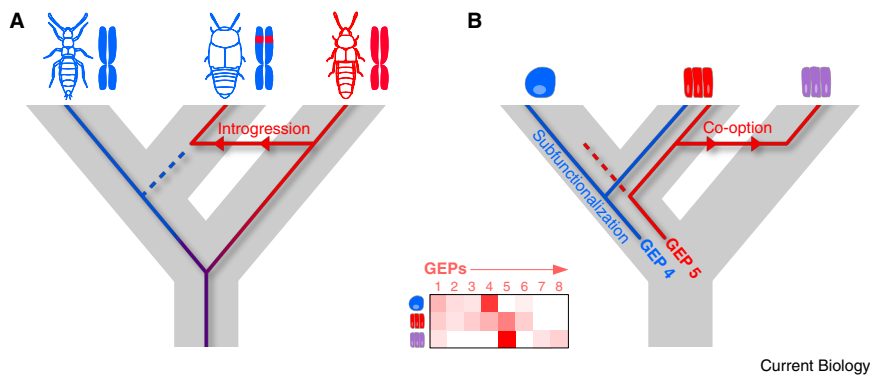 A
B
Introgression
Co-option
Subfunctionalization
GEP 4
GEP 5
GEPs
1 2 3 4 5 6 7 8
Current Biology